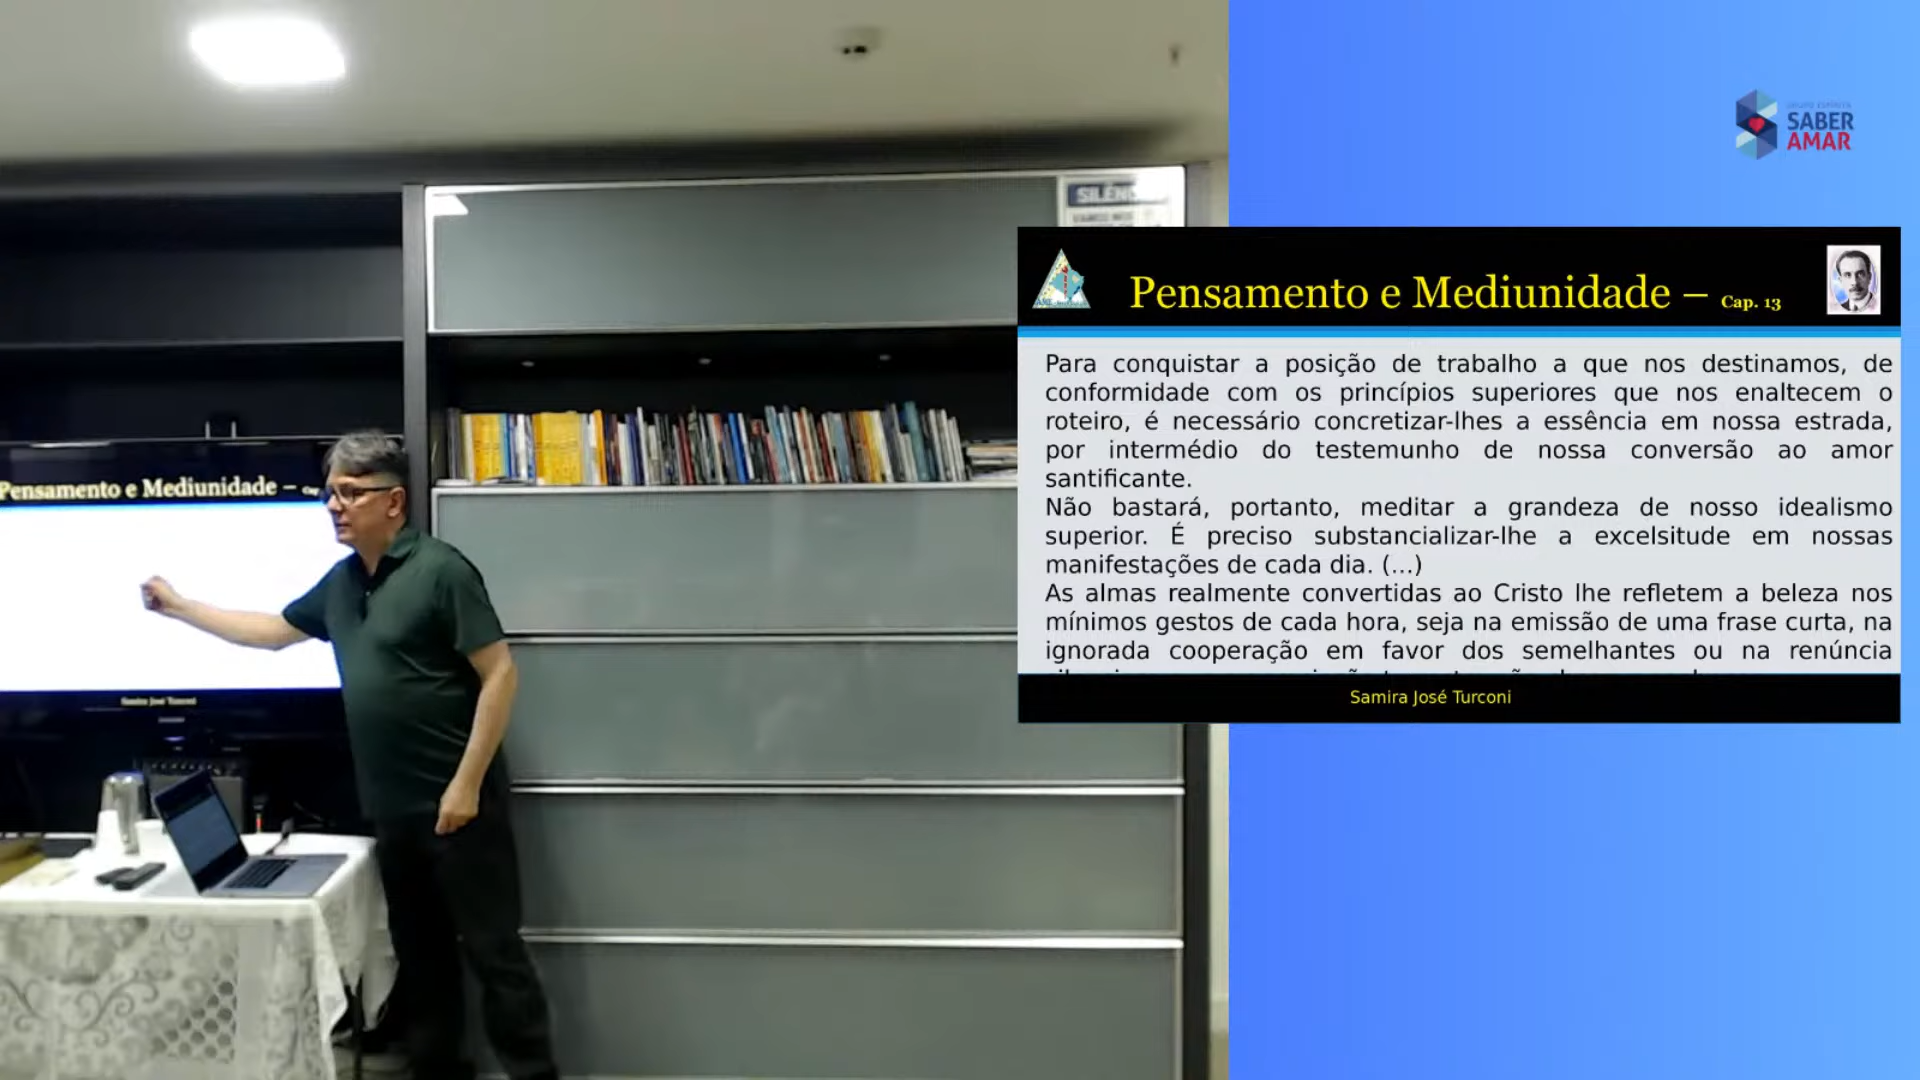 GRUPO ESPÍRITA
SABER
AMAR
Pensamento e Mediunidade – Cap. 13
Para conquistar a posição de trabalho a que nos destinamos, de
conformidade com os princípios superiores que nos enaltecem o
roteiro, é necessário concretizar-lhes a essência em nossa estrada,
por intermédio do testemunho de nossa conversão ao amor
santificante.
Não bastará, portanto, meditar a grandeza de nosso idealismo
superior. É preciso substancializar-lhe a excelsitude em nossas
manifestações de cada dia. (...)
As almas realmente convertidas ao Cristo lhe refletem a beleza nos
mínimos gestos de cada hora, seja na emissão de uma frase curta, na
ignorada cooperação em favor dos semelhantes ou na renúncia
Samira José Turconi
Pensamento e Mediunidade –
Samira José Turconi